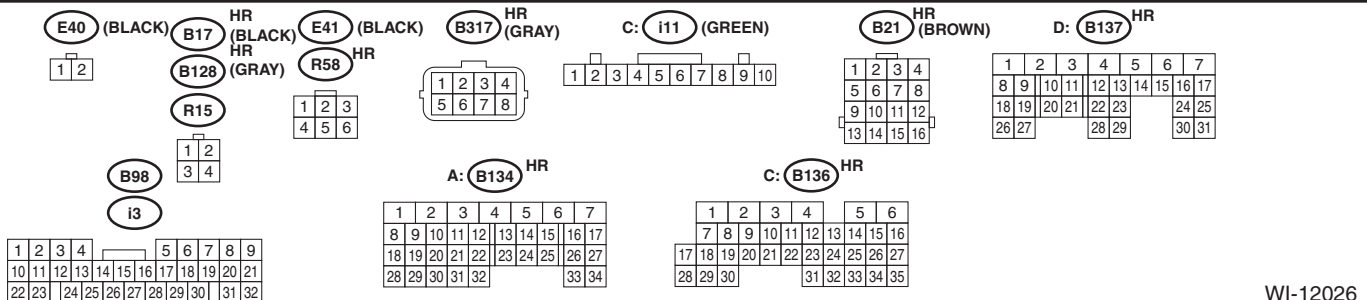 E40 (BLACK)
1 2
B17 HR (BLACK)
B128 HR (GRAY)
R15
1 2
3 4
E41 (BLACK)
R58 HR
1 2 3
4 5 6
B317 HR (GRAY)
1 2 3 4
5 6 7 8
C: i11 (GREEN)
1 2 3 4 5 6 7 8 9 10
B21 HR (BROWN)
1 2 3 4
5 6 7 8
9 10 11 12
13 14 15 16
D: B137 HR
1 2 3 4 5 6 7
8 9 10 11 12 13 14 15 16 17
18 19 20 21 22 23 24 25
26 27 28 29 30 31
B98
i3
1 2 3 4 5 6 7 8 9
10 11 12 13 14 15 16 17 18 19 20 21
22 23 24 25 26 27 28 29 30 31 32
A: B134 HR
1 2 3 4 5 6 7
8 9 10 11 12 13 14 15 16 17
18 19 20 21 22 23 24 25 26 27
28 29 30 31 32 33 34
C: B136 HR
1 2 3 4 5 6
7 8 9 10 11 12 13 14 15 16
17 18 19 20 21 22 23 24 25 26 27
28 29 30 31 32 33 34 35
WI-12026